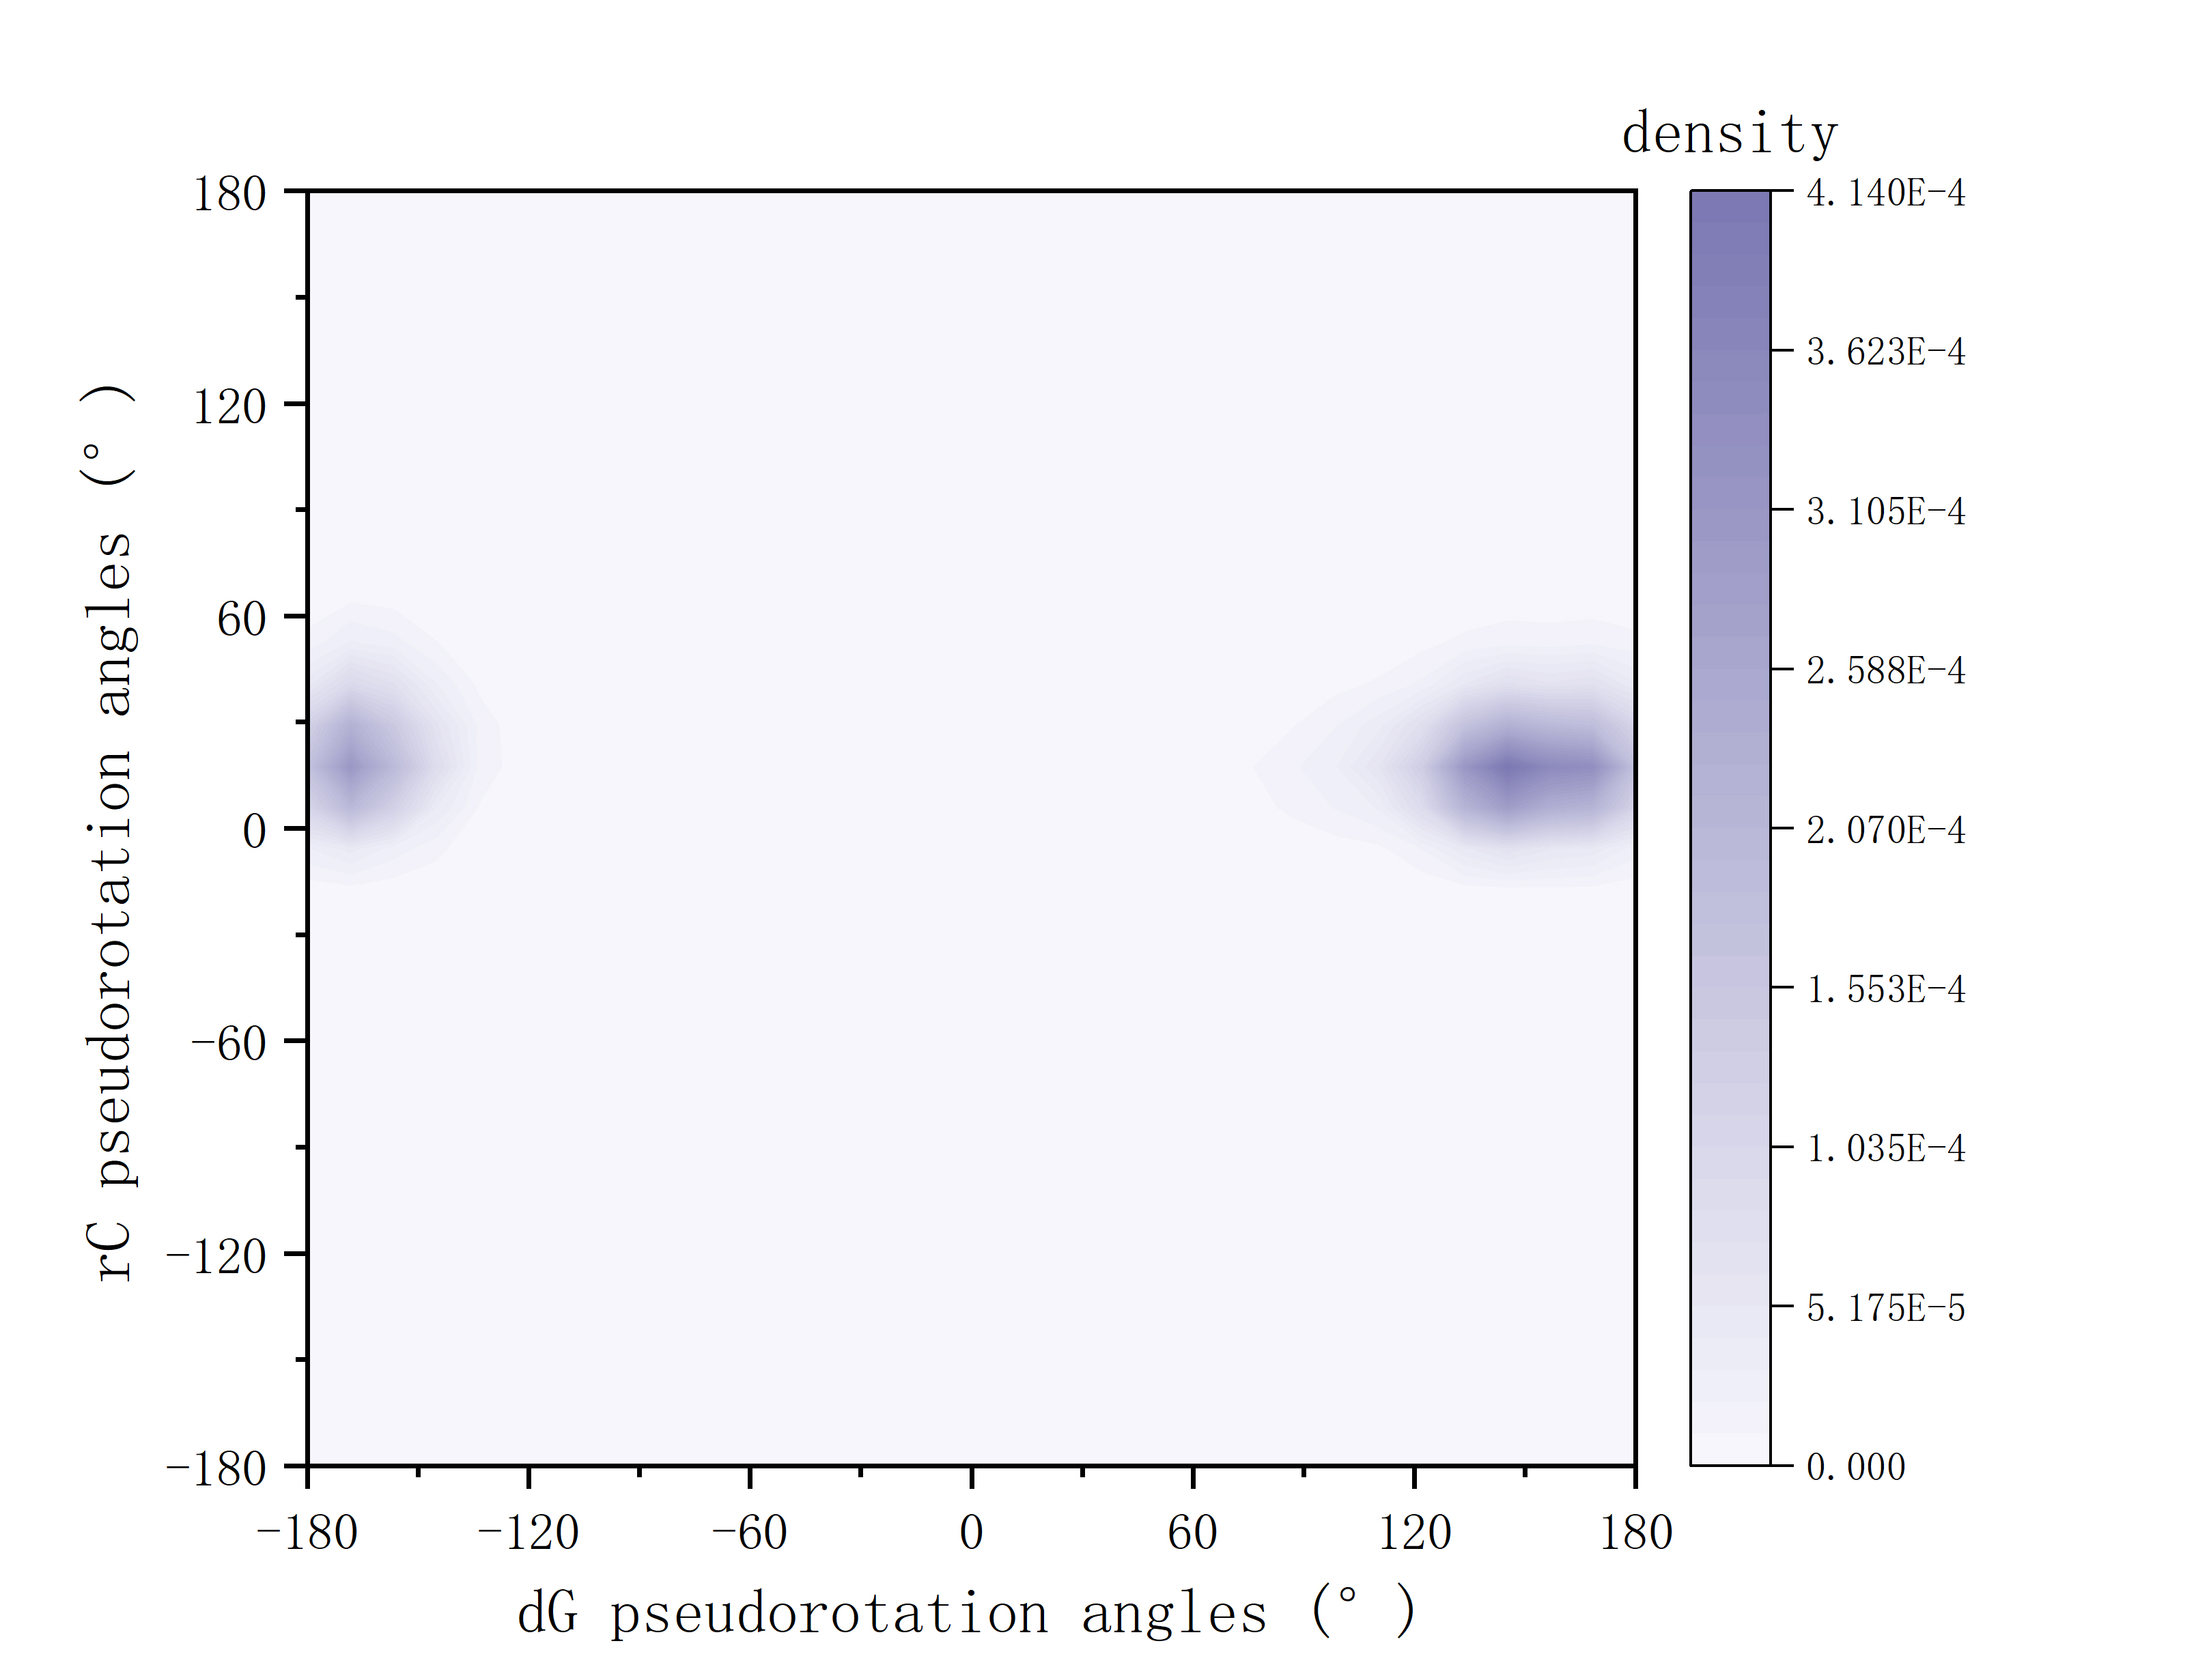 density
180
120
60
0
-60
-120
-180
rC pseudorotation angles (° )
-180 -120 -60 0 60 120 180
dG pseudorotation angles (° )
4.140E-4
3.623E-4
3.105E-4
2.588E-4
2.070E-4
1.553E-4
1.035E-4
5.175E-5
0.000